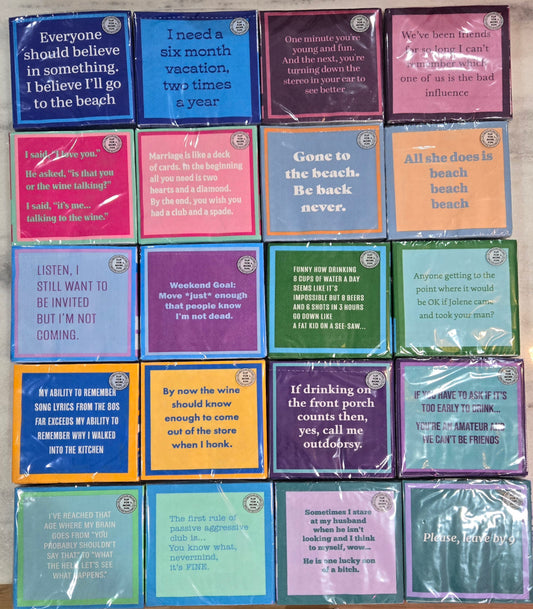 Everyone
should believe
in something.
I believe I'll go
to the beach
I need a
six month
vacation,
two times
a year
One minute you're
young and fun.
And the next, you're
turning down the
stereo in your car to
see better
We've been friends
for so long I can't
remember which
one of us is the bad
influence
I said, "I love you."
He asked, "is that you
or the wine talking?"
I said, "it's me...
talking to the wine."
Marriage is like a deck
of cards. In the beginning
all you need is two
hearts and a diamond.
By the end, you wish you
had a club and a spade.
Gone to
the beach.
Be back
never.
All she does is
beach
beach
beach
LISTEN, I
STILL WANT TO
BE INVITED
BUT I'M NOT
COMING.
Weekend Goal:
Move *just* enough
that people know
I'm not dead.
FUNNY HOW DRINKING
8 CUPS OF WATER A DAY
SEEMS LIKE IT'S
IMPOSSIBLE BUT 8 BEERS
AND 6 SHOTS IN 3 HOURS
GO DOWN LIKE
A FAT KID ON A SEE-SAW...
Anyone getting to the
point where it would
be OK if Jolene came
and took your man?
MY ABILITY TO REMEMBER
SONG LYRICS FROM THE 80S
FAR EXCEEDS MY ABILITY TO
REMEMBER WHY I WALKED
INTO THE KITCHEN
By now the wine
should know
enough to come
out of the store
when I honk.
If drinking on
the front porch
counts then,
yes, call me
outdoorsy.
IF YOU HAVE TO ASK IF IT'S
TOO EARLY TO DRINK...
YOU'RE AN AMATEUR AND
WE CAN'T BE FRIENDS
I'VE REACHED THAT
AGE WHERE MY BRAIN
GOES FROM "YOU
PROBABLY SHOULDN'T
SAY THAT" TO "WHAT
THE HELL LET'S SEE
WHAT HAPPENS."
The first rule of
passive aggressive
club is...
You know what,
nevermind,
it's FINE.
Sometimes I stare
at my husband
when he isn't
looking and I think
to myself, wow...
He is one lucky son
of a bitch.
Please, leave by 9